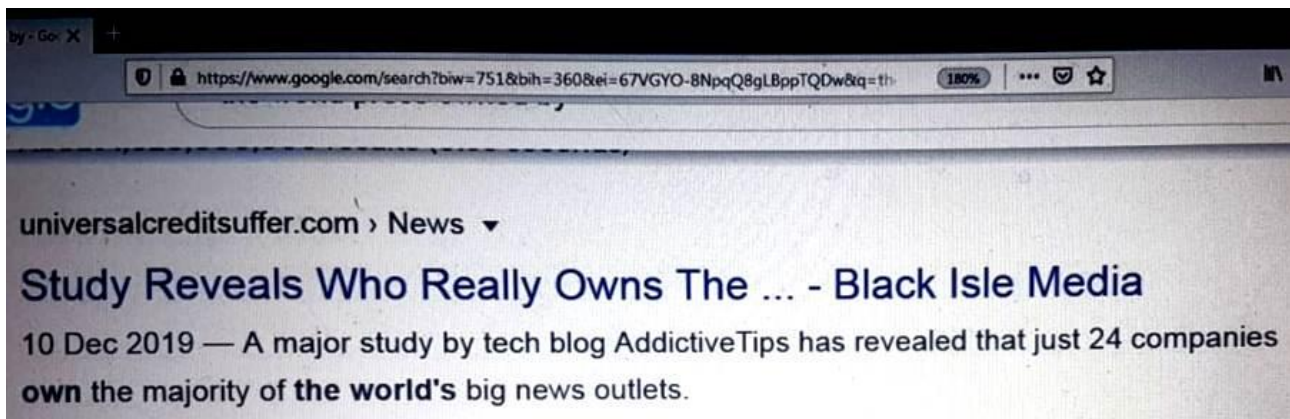 by - Go
https://www.google.com/search?biw=751&bih=360&ei=67VGYO-8NpqQ8gLBppTQDw&q=th
180%
universalcreditsuffer.com › News
Study Reveals Who Really Owns The ... - Black Isle Media
10 Dec 2019 — A major study by tech blog AddictiveTips has revealed that just 24 companies
own the majority of the world's big news outlets.